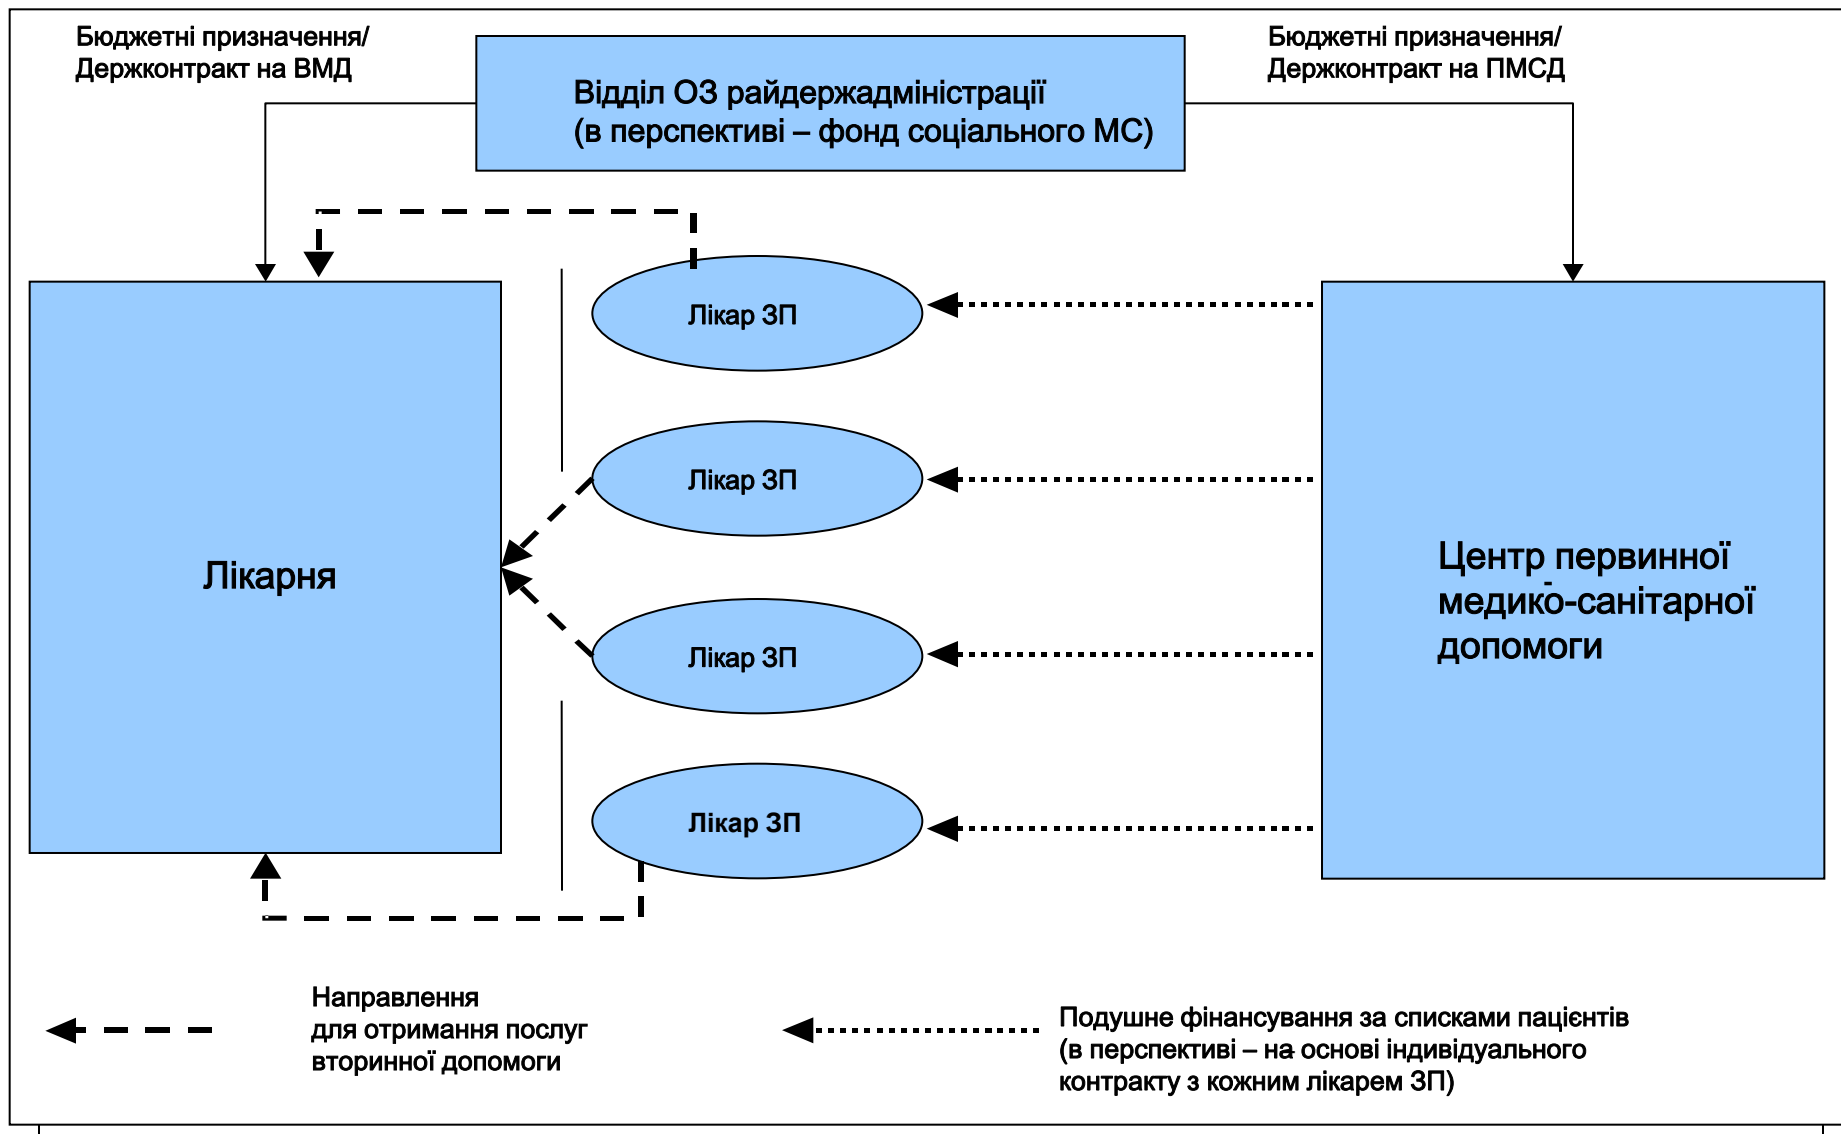 Бюджетні призначення/
Держконтракт на ВМД
Відділ ОЗ райдержадміністрації
(в перспективі – фонд соціального МС)
Бюджетні призначення/
Держконтракт на ПМСД
Лікар ЗП
Лікар ЗП
Лікар ЗП
Лікар ЗП
Лікарня
Центр первинної
медико-санітарної
допомоги
Направлення
для отримання послуг
вторинної допомоги
Подушне фінансування за списками пацієнтів
(в перспективі – на основі індивідуального
контракту з кожним лікарем ЗП)